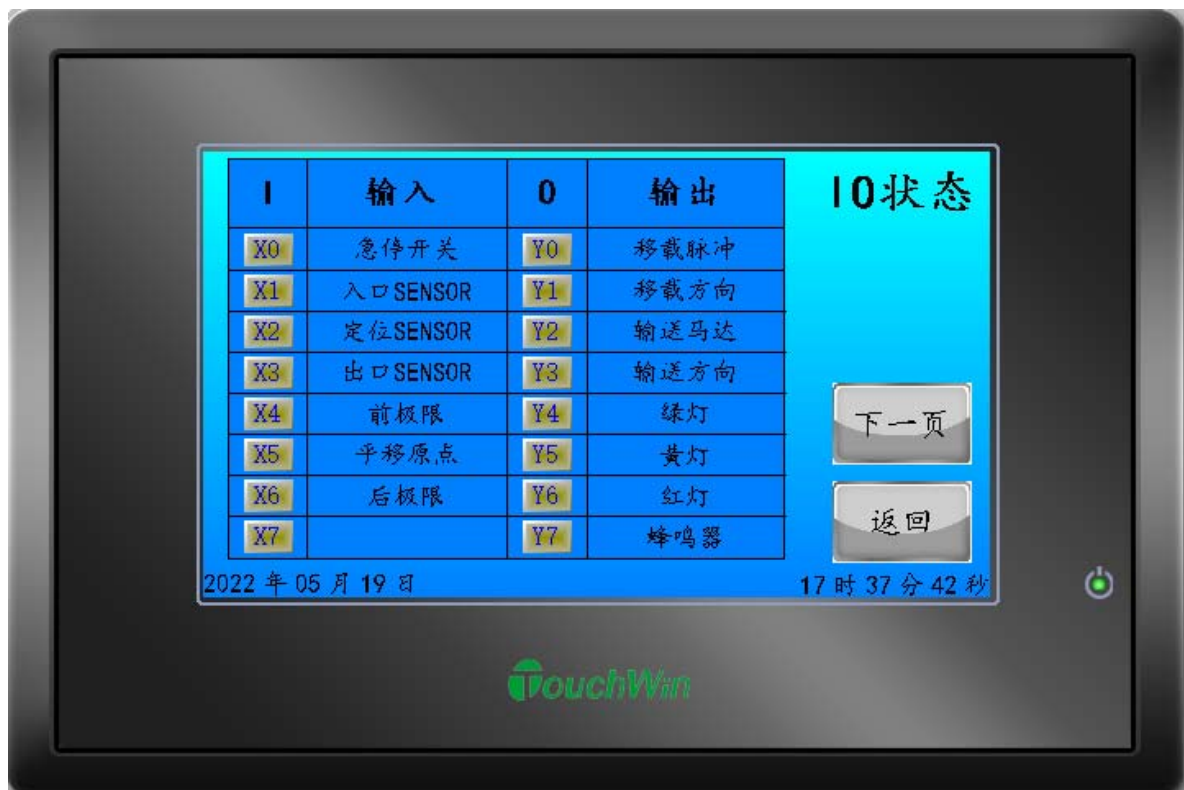 I 输入 O 输出 IO状态
X0 急停开关 Y0 移载脉冲
X1 入口SENSOR Y1 移载方向
X2 定位SENSOR Y2 输送马达
X3 出口SENSOR Y3 输送方向
X4 前极限 Y4 绿灯
X5 平移原点 Y5 黄灯
X6 后极限 Y6 红灯
X7 Y7 蜂鸣器
下一页
返回
2022 年 05 月 19 日 17 时 37 分 42 秒
TouchWin